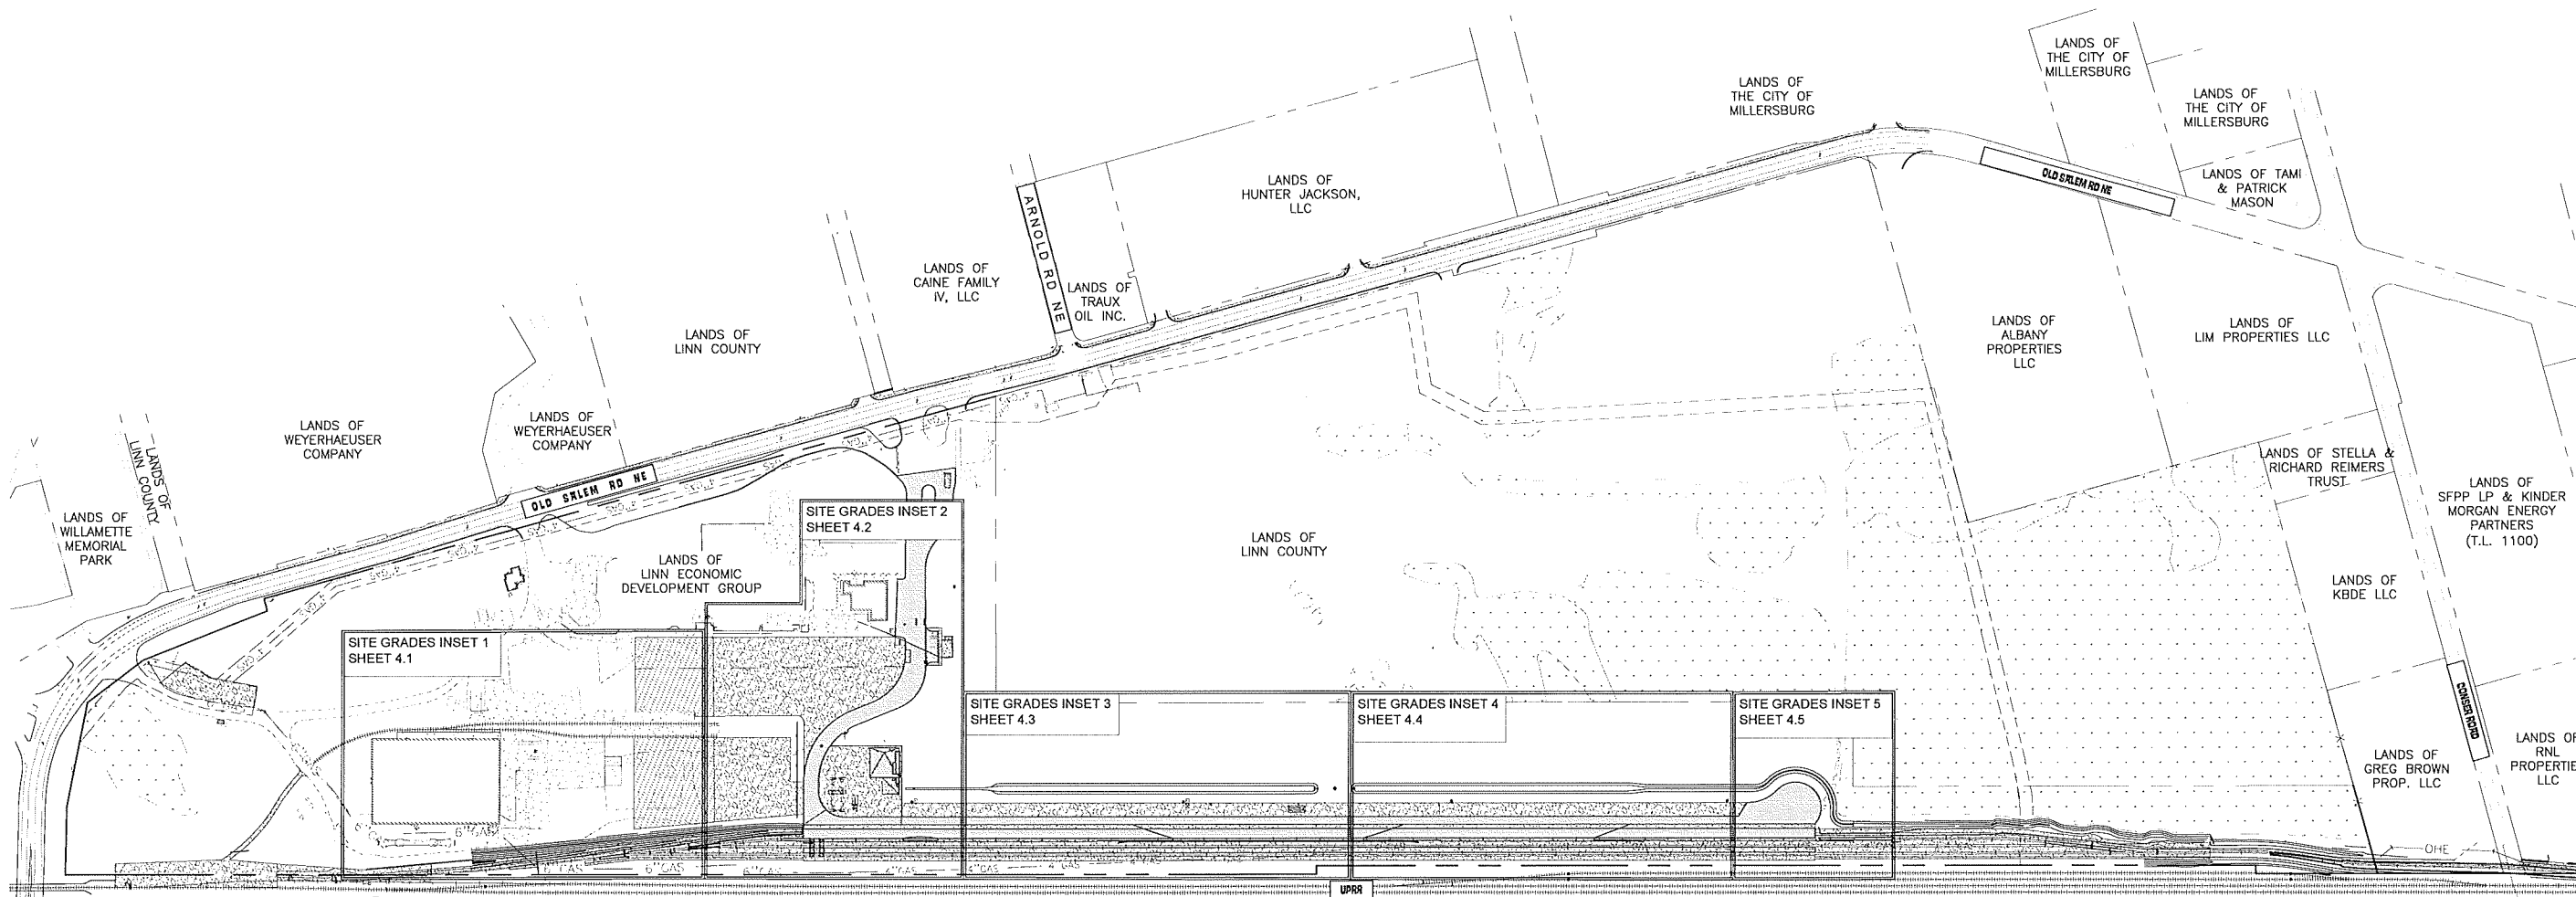 LANDS OF
THE CITY OF
MILLERSBURG
LANDS OF
THE CITY OF
MILLERSBURG
LANDS OF
THE CITY OF
MILLERSBURG
OLD SALEM RD NE
LANDS OF TAMI
& PATRICK
MASON
LANDS OF
HUNTER JACKSON,
LLC
ARNOLD RD NE
LANDS OF
CAINE FAMILY
IV, LLC
LANDS OF
TRAUX
OIL INC.
LANDS OF
LINN COUNTY
LANDS OF
ALBANY
PROPERTIES
LLC
LANDS OF
LIM PROPERTIES LLC
LANDS OF
WEYERHAEUSER
COMPANY
LANDS OF
WEYERHAEUSER
COMPANY
LANDS OF
LINN COUNTY
LANDS OF
WILLAMETTE
MEMORIAL
PARK
OLD SALEM RD NE
LANDS OF STELLA &
RICHARD REIMERS
TRUST
LANDS OF
SFPP LP & KINDER
MORGAN ENERGY
PARTNERS
(T.L. 1100)
SITE GRADES INSET 2
SHEET 4.2
LANDS OF
LINN COUNTY
LANDS OF
LINN ECONOMIC
DEVELOPMENT GROUP
LANDS OF
KBDE LLC
SITE GRADES INSET 1
SHEET 4.1
SITE GRADES INSET 3
SHEET 4.3
SITE GRADES INSET 4
SHEET 4.4
SITE GRADES INSET 5
SHEET 4.5
CONSER ROAD
LANDS OF
GREG BROWN
PROP. LLC
LANDS OF
RNL
PROPERTIE
LLC
6"GAS
6"GAS
6"GAS
OHE
UPRR